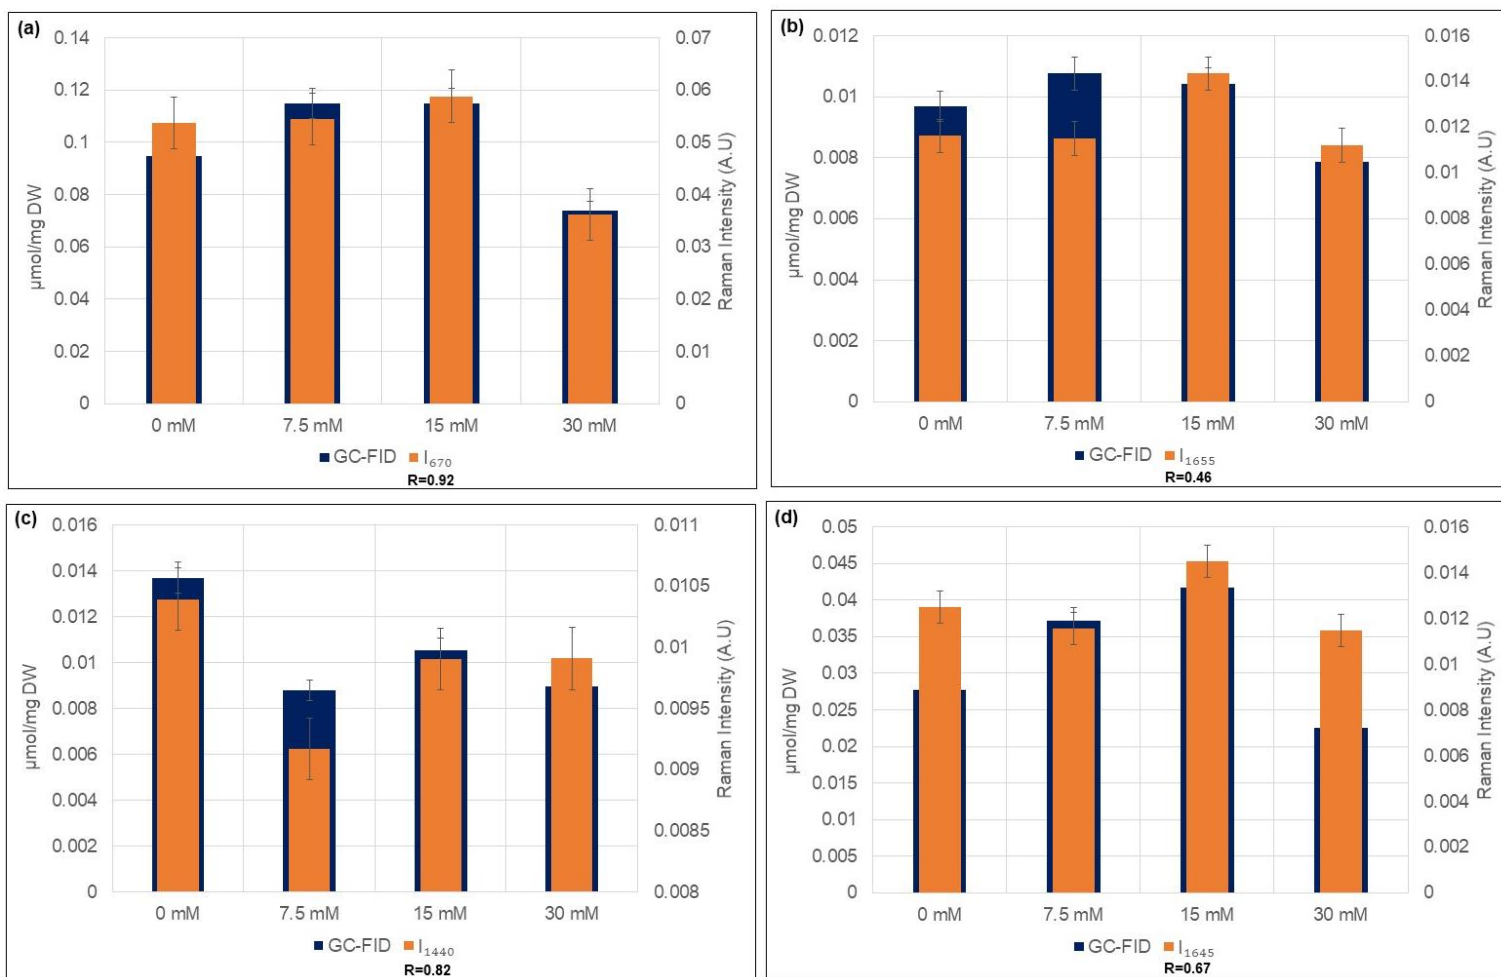 (a)
0.14
0.12
0.1
0.08
0.06
0.04
0.02
0
µmol/mg DW
0.07
0.06
0.05
0.04
0.03
0.02
0.01
0
Raman Intensity (A.U)
0 mM 7.5 mM 15 mM 30 mM
GC-FID I₆₇₀
R=0.92
(b)
0.012
0.01
0.008
0.006
0.004
0.002
0
µmol/mg DW
0.016
0.014
0.012
0.01
0.008
0.006
0.004
0.002
0
Raman Intensity (A.U)
0 mM 7.5 mM 15 mM 30 mM
GC-FID I₁₆₅₅
R=0.46
(c)
0.016
0.014
0.012
0.01
0.008
0.006
0.004
0.002
0
µmol/mg DW
0.011
0.0105
0.01
0.0095
0.009
0.0085
0.008
Raman Intensity (A.U)
0 mM 7.5 mM 15 mM 30 mM
GC-FID I₁₄₄₀
R=0.82
(d)
0.05
0.045
0.04
0.035
0.03
0.025
0.02
0.015
0.01
0.005
0
µmol/mg DW
0.016
0.014
0.012
0.01
0.008
0.006
0.004
0.002
0
Raman Intensity (A.U)
0 mM 7.5 mM 15 mM 30 mM
GC-FID I₁₆₄₅
R=0.67